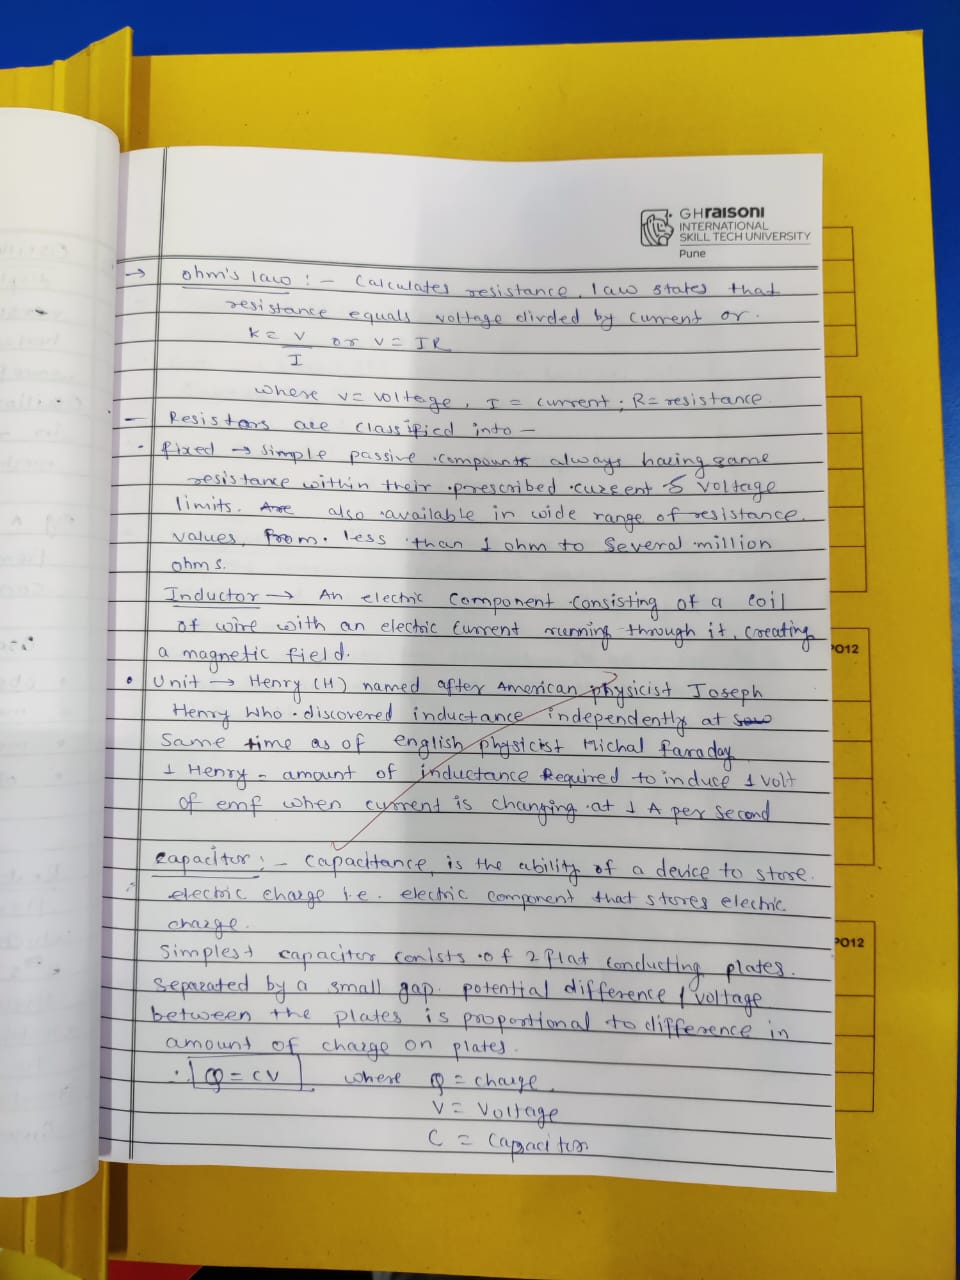 GHraisoni
INTERNATIONAL
SKILL TECH UNIVERSITY
Pune
→ ohm's law :- Calculates resistance, law states that
resistance equals voltage divided by current or.
k = V or V = IR
I
where v= voltage, I = current ; R= resistance
- Resistors are classified into -
- fixed → simple passive compounts always having same
resistance within their prescribed cureent & voltage
limits. Are also available in wide range of resistance
values, from less than 1 ohm to several million
ohms.
Inductor → An electric component consisting of a coil
of wire with an electric current running through it, creating
a magnetic field.
• Unit → Henry (H) named after American physicist Joseph
Henry who discovered inductance independently at
same time as of english physicist Michal faraday
1 Henry - amount of inductance Required to induce 1 volt
of emf when current is changing at 1 A per second
capacitor :- capacitance, is the ability of a device to store
electric charge i.e. electric component that stores electric
charge.
Simplest capacitor conists of 2 flat conducting plates.
Separated by a small gap. potential difference / voltage
between the plates is proportional to difference in
amount of charge on plates.
∴ Q = CV where Q = charge.
V = Voltage
C = Capacitor
PO12
PO12